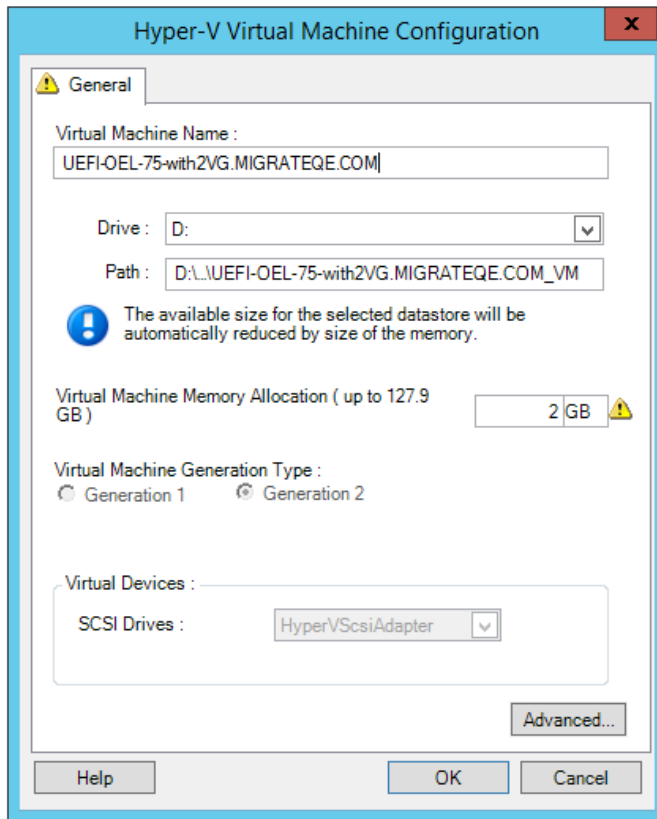 Hyper-V Virtual Machine Configuration
x
General
Virtual Machine Name :
UEFI-OEL-75-with2VG.MIGRATEQE.COM
Drive : D:
Path : D:\...\UEFI-OEL-75-with2VG.MIGRATEQE.COM_VM
The available size for the selected datastore will be
automatically reduced by size of the memory.
Virtual Machine Memory Allocation ( up to 127.9
GB )
2 GB
Virtual Machine Generation Type :
Generation 1 Generation 2
Virtual Devices :
SCSI Drives : HyperVScsiAdapter
Advanced...
Help OK Cancel